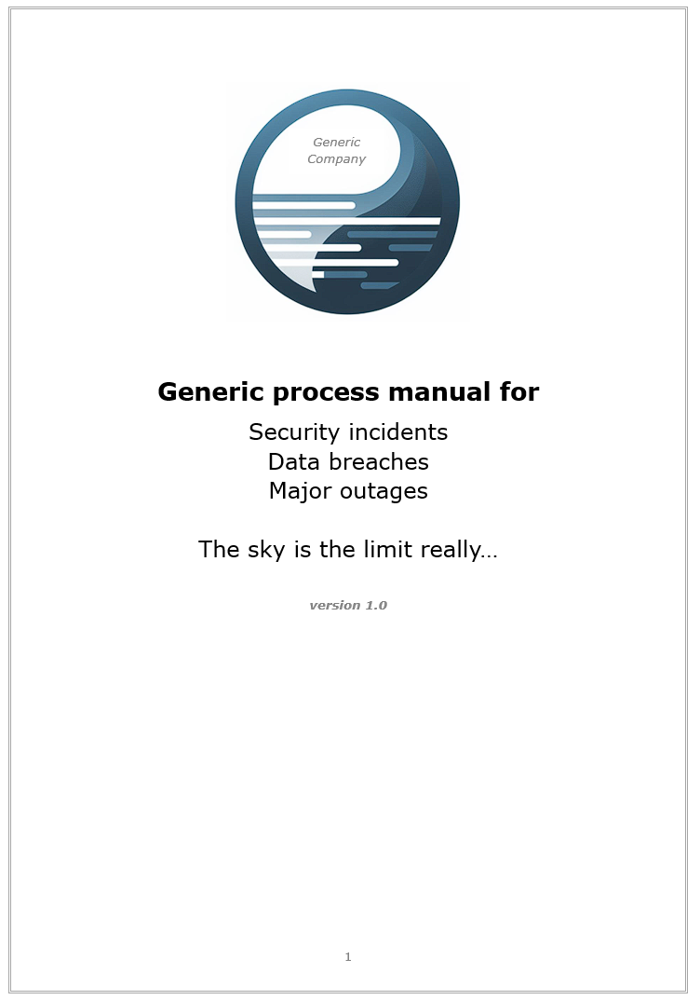 Generic
Company
Generic process manual for
Security incidents
Data breaches
Major outages
The sky is the limit really…
version 1.0
1